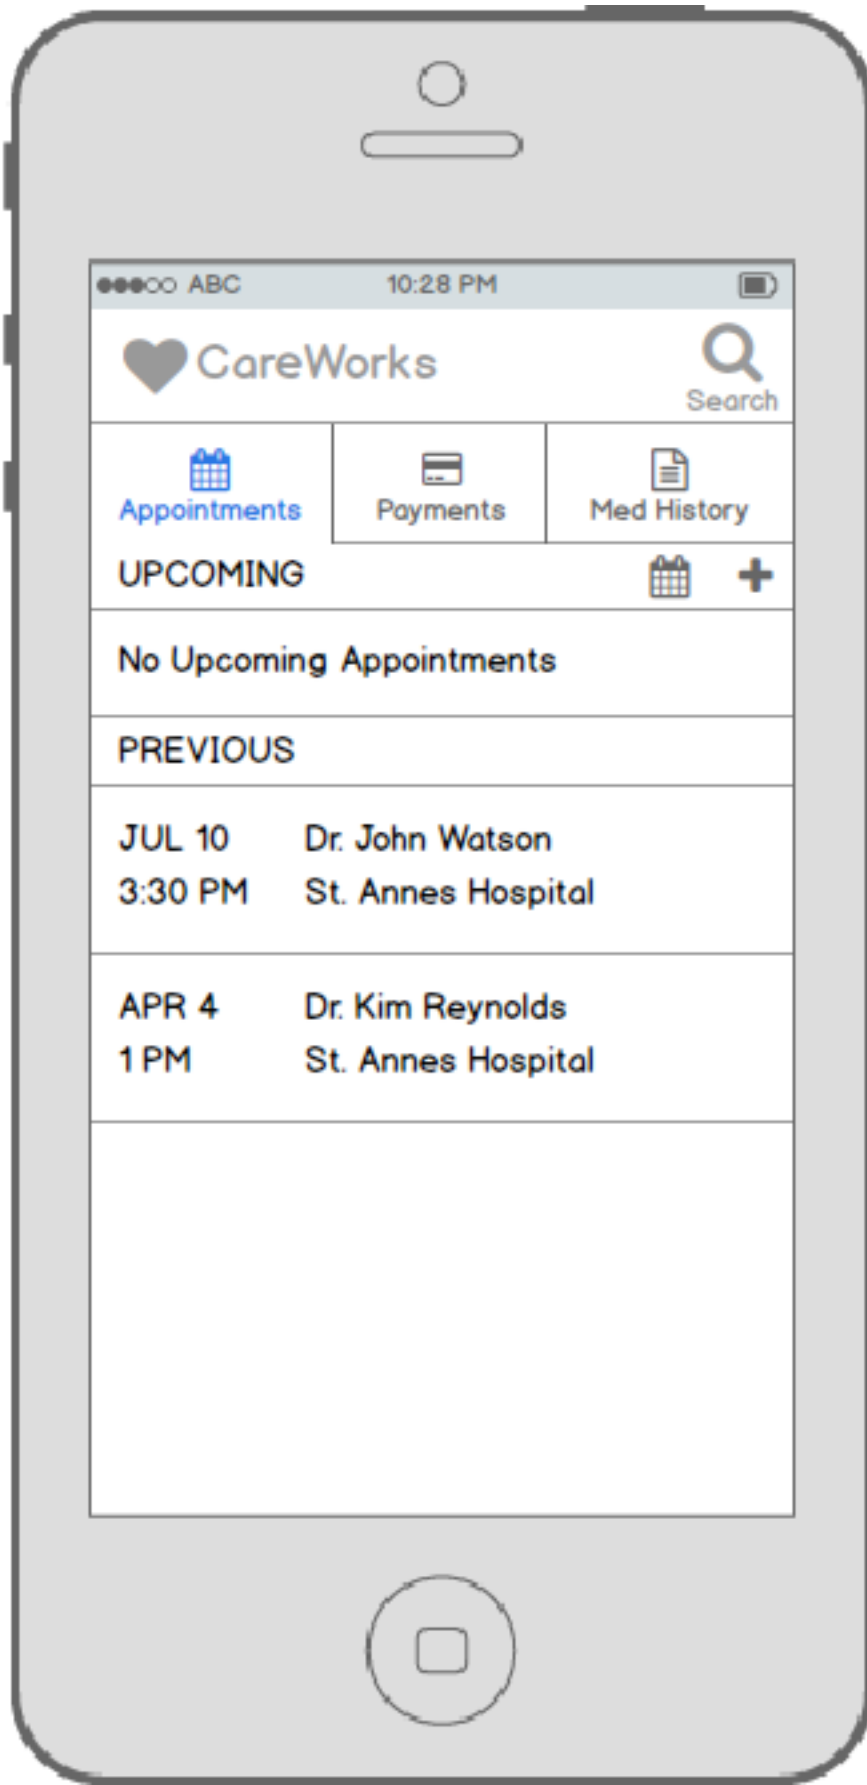 ABC 10:28 PM
CareWorks
Search
Appointments Payments Med History
UPCOMING
No Upcoming Appointments
PREVIOUS
JUL 10 Dr. John Watson
3:30 PM St. Annes Hospital
APR 4 Dr. Kim Reynolds
1 PM St. Annes Hospital